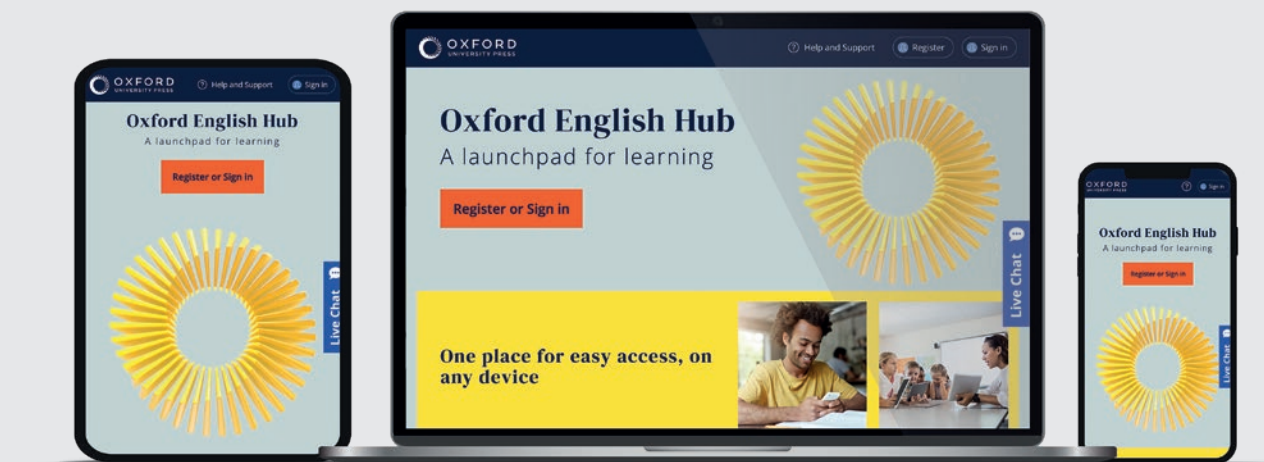 OXFORD
UNIVERSITY PRESS
Help and Support
Sign in
Oxford English Hub
A launchpad for learning
Register or Sign in
Live Chat
OXFORD
UNIVERSITY PRESS
Help and Support
Register
Sign in
Oxford English Hub
A launchpad for learning
Register or Sign in
Live Chat
One place for easy access, on
any device
OXFORD
UNIVERSITY PRESS
Sign in
Oxford English Hub
A launchpad for learning
Register or Sign in
Live Chat